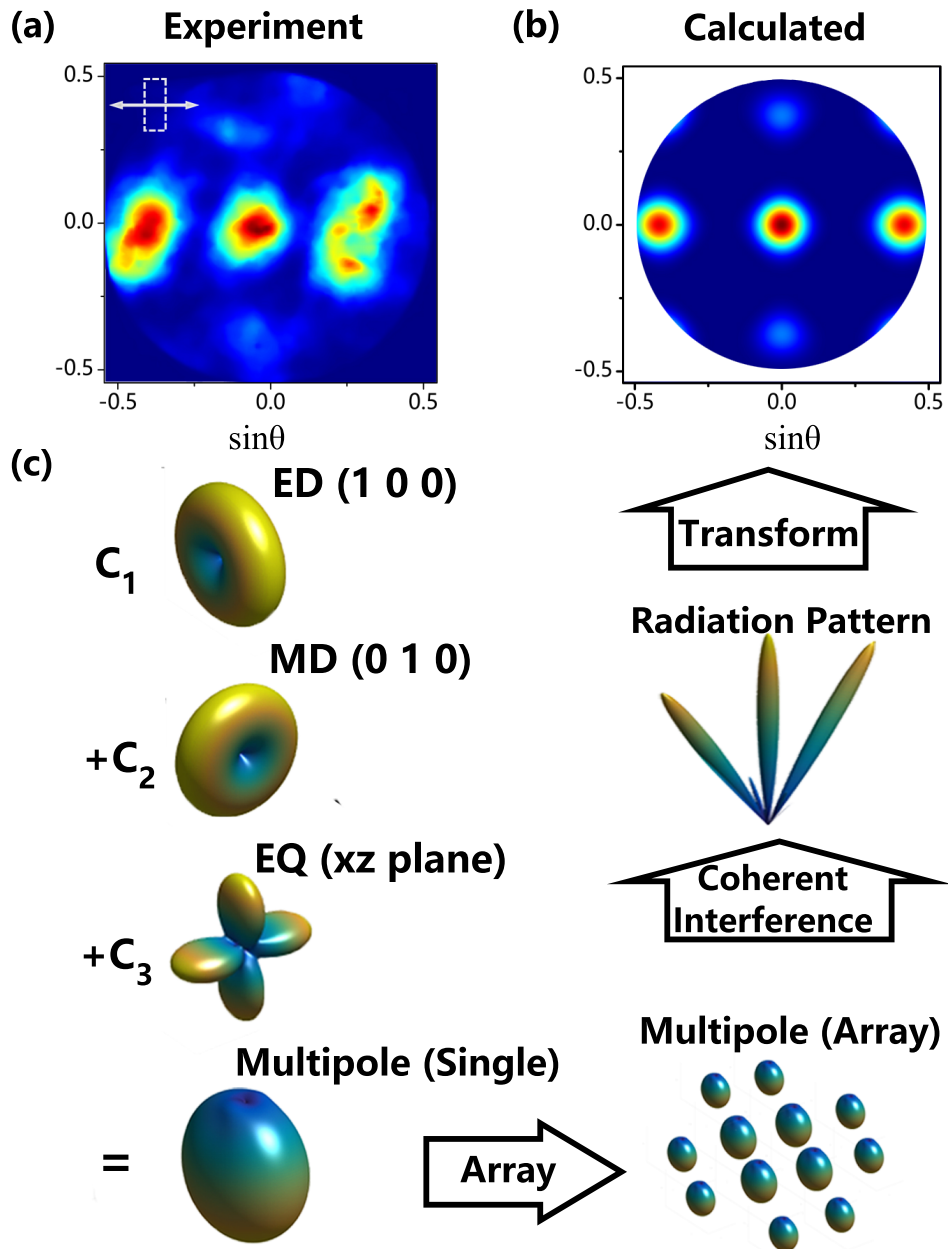 (a) Experiment
0.5
0.0
-0.5
-0.5 0.0 0.5
sinθ
(b) Calculated
0.5
0.0
-0.5
-0.5 0.0 0.5
sinθ
(c)
ED (1 0 0)
C1
MD (0 1 0)
+C2
EQ (xz plane)
+C3
Multipole (Single)
=
Array
Multipole (Array)
Coherent
Interference
Radiation Pattern
Transform